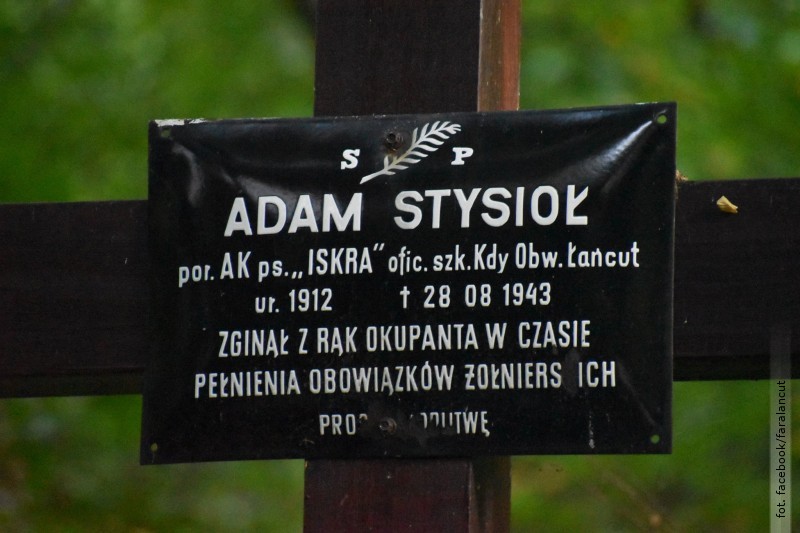 S P
ADAM STYSIOŁ
por. AK ps. „ISKRA" ofic. szk. Kdy Obw. Łańcut
ur. 1912 † 28 08 1943
ZGINĄŁ Z RĄK OKUPANTA W CZASIE
PEŁNIENIA OBOWIĄZKÓW ŻOŁNIERS ICH
fot. facebook/faralancut